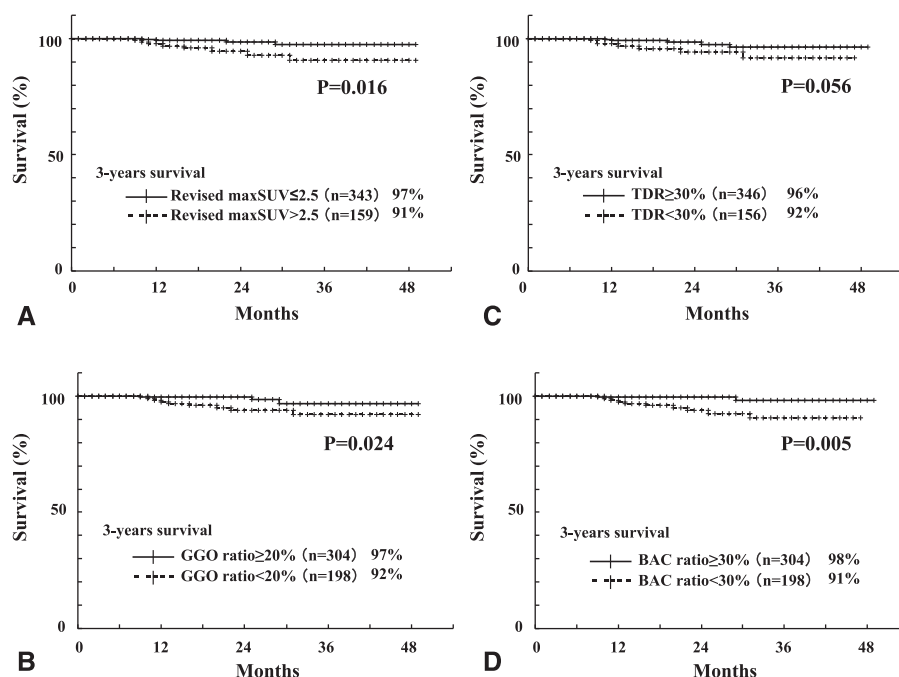 100
P=0.016
Survival (%)
50
3-years survival
Revised maxSUV≤2.5 (n=343) 97%
Revised maxSUV>2.5 (n=159) 91%
0
0 12 24 36 48
A
Months
100
P=0.056
Survival (%)
50
3-years survival
TDR≥30% (n=346) 96%
TDR<30% (n=156) 92%
0
0 12 24 36 48
C
Months
100
P=0.024
Survival (%)
50
3-years survival
GGO ratio≥20% (n=304) 97%
GGO ratio<20% (n=198) 92%
0
0 12 24 36 48
B
Months
100
P=0.005
Survival (%)
50
3-years survival
BAC ratio≥30% (n=304) 98%
BAC ratio<30% (n=198) 91%
0
0 12 24 36 48
D
Months